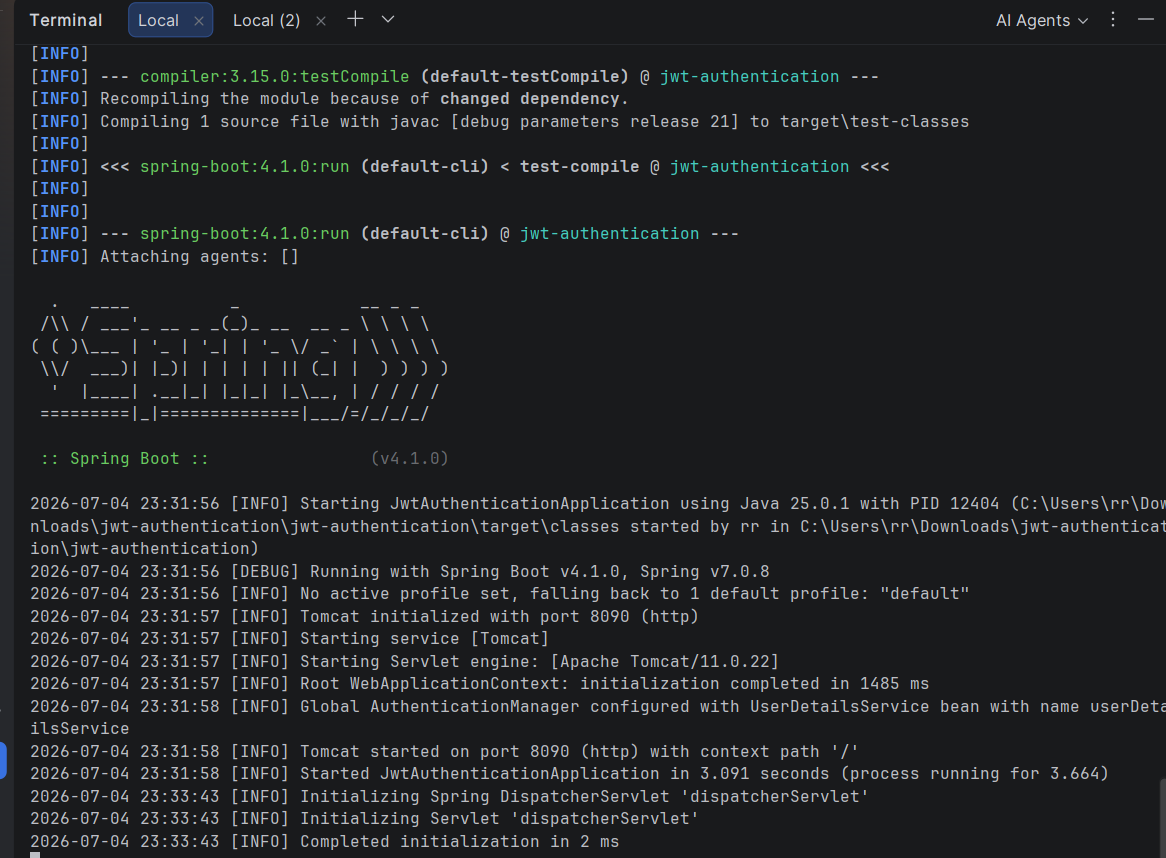 Terminal Local × Local (2) × + AI Agents
[INFO]
[INFO] --- compiler:3.15.0:testCompile (default-testCompile) @ jwt-authentication ---
[INFO] Recompiling the module because of changed dependency.
[INFO] Compiling 1 source file with javac [debug parameters release 21] to target\test-classes
[INFO]
[INFO] <<< spring-boot:4.1.0:run (default-cli) < test-compile @ jwt-authentication <<<
[INFO]
[INFO]
[INFO] --- spring-boot:4.1.0:run (default-cli) @ jwt-authentication ---
[INFO] Attaching agents: []
  .   ____          _            __ _ _
 /\\ / ___'_ __ _ _(_)_ __  __ _ \ \ \ \
( ( )\___ | '_ | '_| | '_ \/ _` | \ \ \ \
 \\/  ___)| |_)| | | | | || (_| |  ) ) ) )
  '  |____| .__|_| |_|_| |_\__, | / / / /
 =========|_|==============|___/=/_/_/_/
 :: Spring Boot ::                (v4.1.0)
2026-07-04 23:31:56 [INFO] Starting JwtAuthenticationApplication using Java 25.0.1 with PID 12404 (C:\Users\rr\Dow
nloads\jwt-authentication\jwt-authentication\target\classes started by rr in C:\Users\rr\Downloads\jwt-authenticat
ion\jwt-authentication)
2026-07-04 23:31:56 [DEBUG] Running with Spring Boot v4.1.0, Spring v7.0.8
2026-07-04 23:31:56 [INFO] No active profile set, falling back to 1 default profile: "default"
2026-07-04 23:31:57 [INFO] Tomcat initialized with port 8090 (http)
2026-07-04 23:31:57 [INFO] Starting service [Tomcat]
2026-07-04 23:31:57 [INFO] Starting Servlet engine: [Apache Tomcat/11.0.22]
2026-07-04 23:31:57 [INFO] Root WebApplicationContext: initialization completed in 1485 ms
2026-07-04 23:31:58 [INFO] Global AuthenticationManager configured with UserDetailsService bean with name userDeta
ilsService
2026-07-04 23:31:58 [INFO] Tomcat started on port 8090 (http) with context path '/'
2026-07-04 23:31:58 [INFO] Started JwtAuthenticationApplication in 3.091 seconds (process running for 3.664)
2026-07-04 23:33:43 [INFO] Initializing Spring DispatcherServlet 'dispatcherServlet'
2026-07-04 23:33:43 [INFO] Initializing Servlet 'dispatcherServlet'
2026-07-04 23:33:43 [INFO] Completed initialization in 2 ms